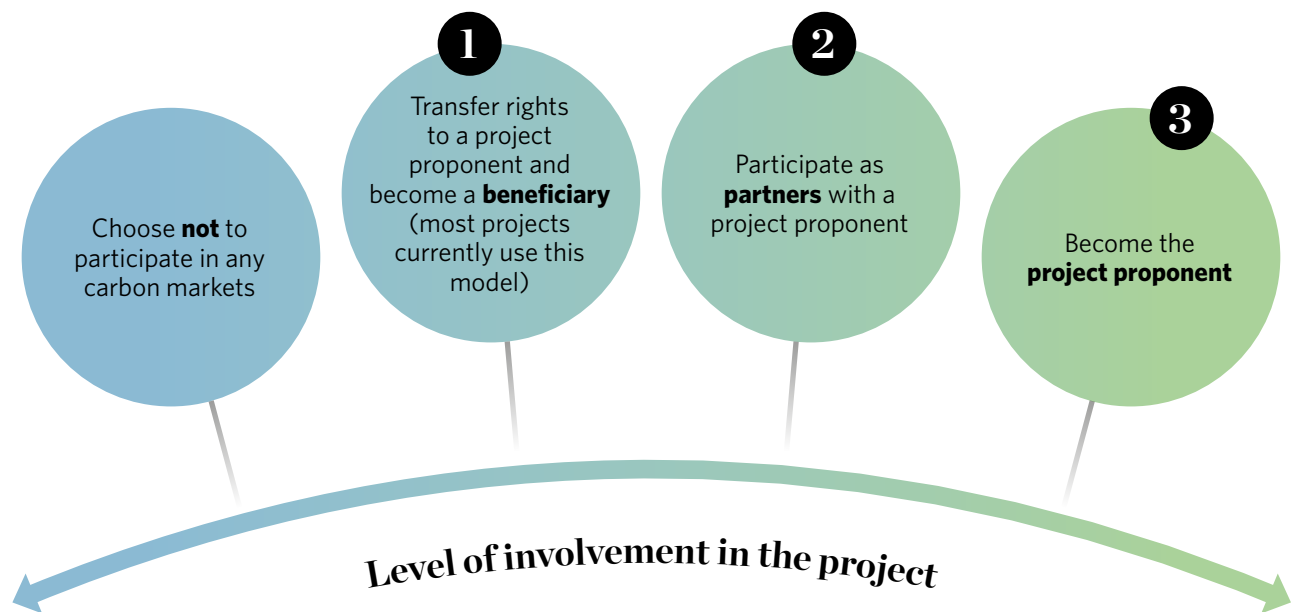 Choose not to
participate in any
carbon markets
1
Transfer rights
to a project
proponent and
become a beneficiary
(most projects
currently use this
model)
2
Participate as
partners with a
project proponent
3
Become the
project proponent
Level of involvement in the project